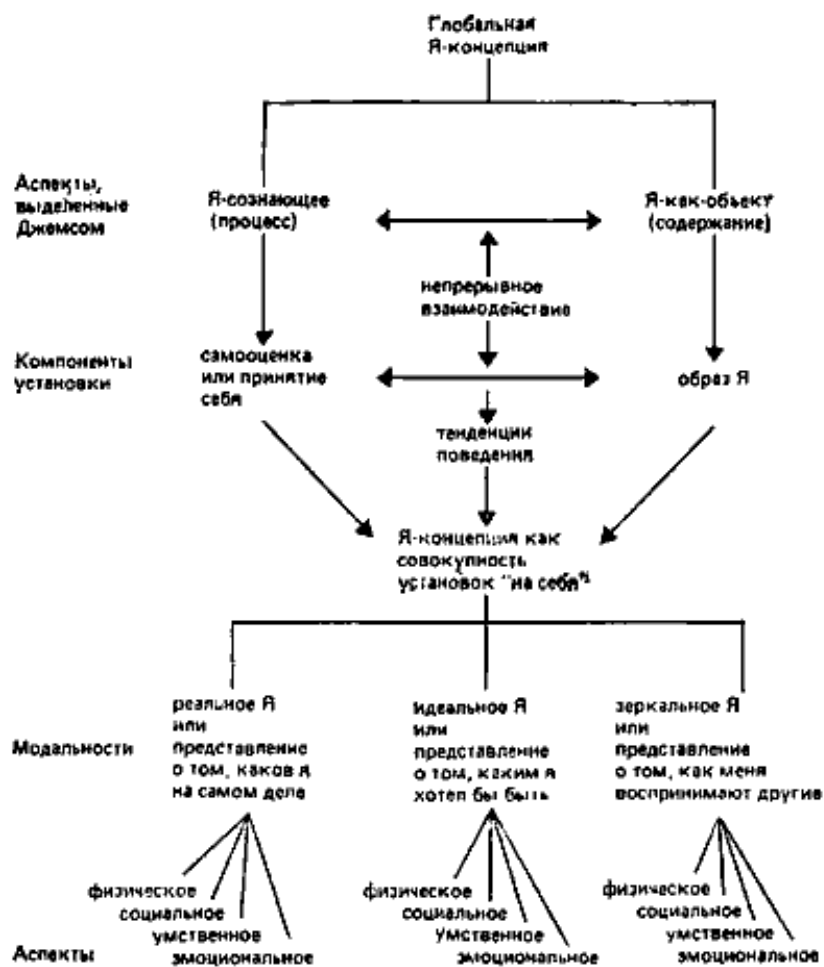 Глобальная
Я-концепция
Аспекты,
выделенные
Джемсом
Я-сознающее
(процесс)
Я-как-объект
(содержание)
непрерывное
взаимодействие
Компоненты
установки
самооценка
или принятие
себя
образ Я
тенденции
поведения
Я-концепция как
совокупность
установок "на себя"
Модальности
реальное Я
или
представление
о том, каков я
на самом деле
идеальное Я
или
представление
о том, каким я
хотел бы быть
зеркальное Я
или
представление
о том, как меня
воспринимают другие
Аспекты
физическое
социальное
умственное
эмоциональное
физическое
социальное
умственное
эмоциональное
физическое
социальное
умственное
эмоциональное